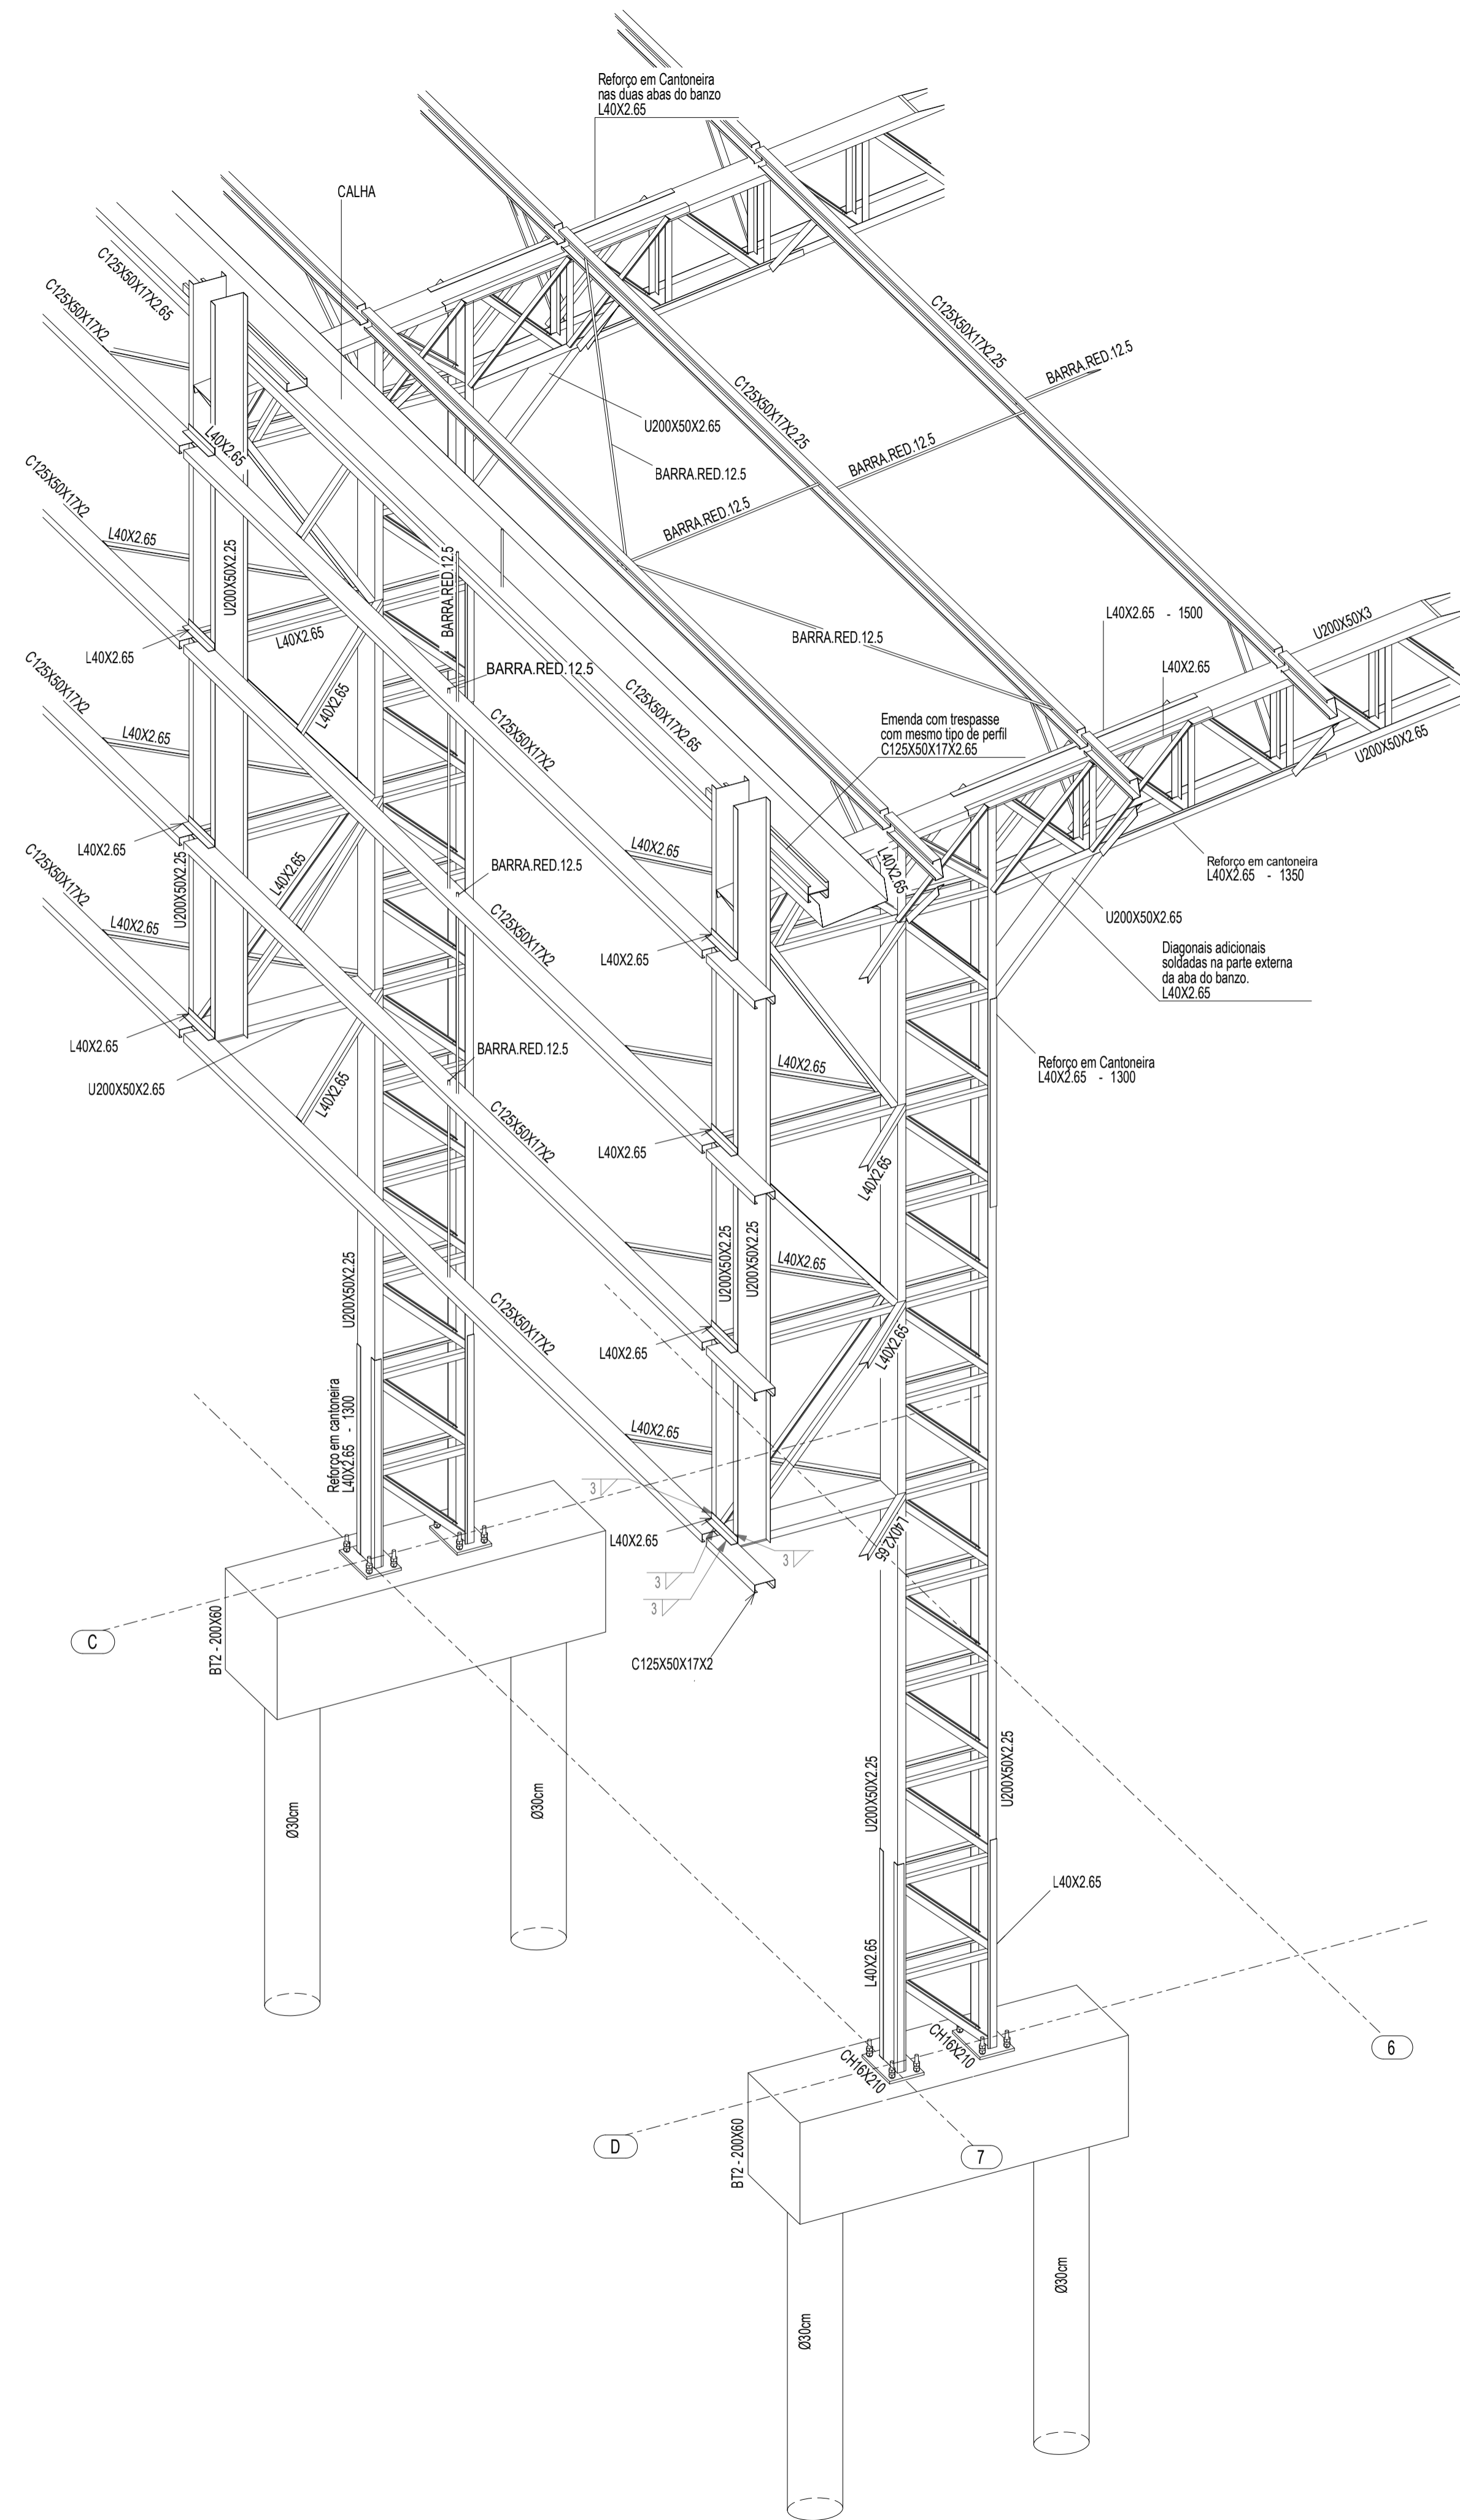 Reforço em Cantoneira
nas duas abas do banzo
L40X2.65
CALHA
C125X50X17X2.65
C125X50X17X2
L40X2.65
C125X50X17X2.25
BARRA.RED.12.5
C125X50X17X2.25
U200X50X2.65
BARRA.RED.12.5
BARRA.RED.12.5
BARRA.RED.12.5
C125X50X17X2
L40X2.65
U200X50X2.25
BARRA.RED.12.5
L40X2.65
L40X2.65
BARRA.RED.12.5
L40X2.65 - 1500
U200X50X3
L40X2.65
BARRA.RED.12.5
C125X50X17X2
L40X2.65
L40X2.65
C125X50X17X2.65
C125X50X17X2
Emenda com trespasse
com mesmo tipo de perfil
C125X50X17X2.65
U200X50X2.65
L40X2.65
U200X50X2.25
L40X2.65
BARRA.RED.12.5
L40X2.65
L40X2.65
Reforço em cantoneira
L40X2.65 - 1350
C125X50X17X2
L40X2.65
U200X50X2.65
C125X50X17X2
L40X2.65
Diagonais adicionais
soldadas na parte externa
da aba do banzo.
L40X2.65
L40X2.65
U200X50X2.65
L40X2.65
BARRA.RED.12.5
L40X2.65
Reforço em Cantoneira
L40X2.65 - 1300
C125X50X17X2
L40X2.65
L40X2.65
U200X50X2.25
U200X50X2.25
U200X50X2.25
L40X2.65
C125X50X17X2
L40X2.65
L40X2.65
Reforço em cantoneira
L40X2.65 - 1300
L40X2.65
3
L40X2.65
L40X2.65
3
3
3
C125X50X17X2
C
BT2 - 200X60
Ø30cm
Ø30cm
U200X50X2.25
U200X50X2.25
L40X2.65
L40X2.65
CH16X210
CH16X210
6
D
7
BT2 - 200X60
Ø30cm
Ø30cm